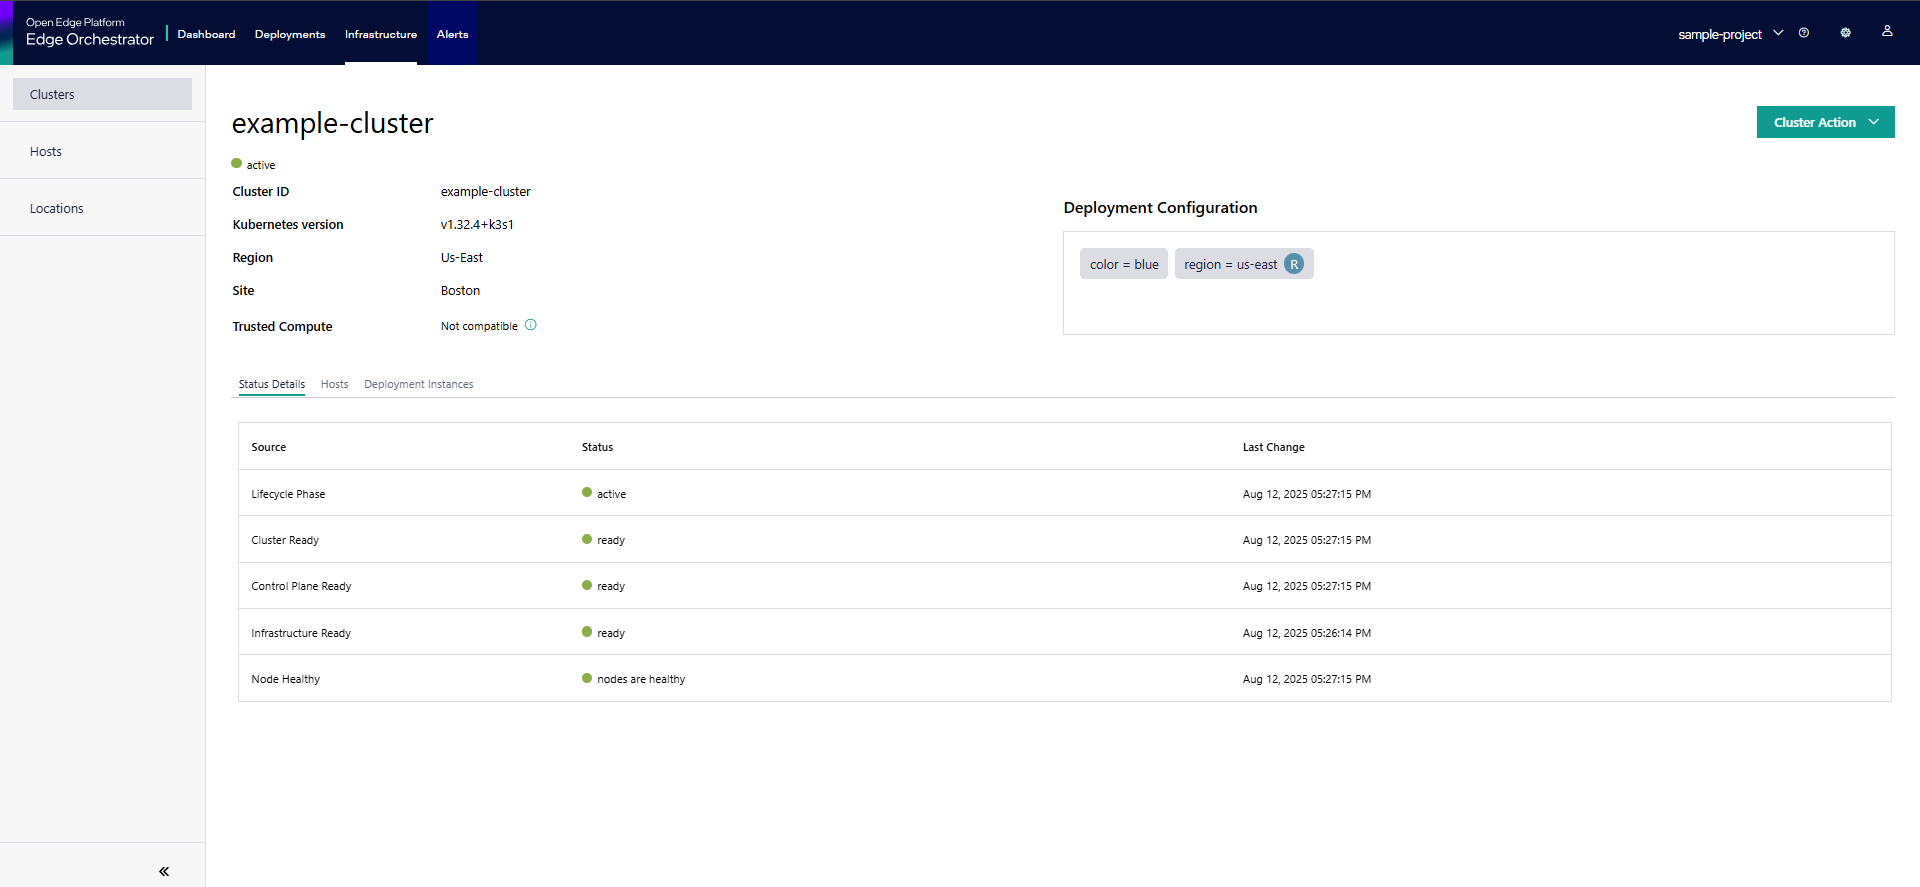 Open Edge Platform
Edge Orchestrator
Dashboard Deployments Infrastructure Alerts
sample-project
Clusters
Hosts
Locations
example-cluster
Cluster Action
active
Cluster ID example-cluster
Kubernetes version v1.32.4+k3s1
Region Us-East
Site Boston
Trusted Compute Not compatible
Deployment Configuration
color = blue region = us-east R
Status Details Hosts Deployment Instances
Source Status Last Change
Lifecycle Phase active Aug 12, 2025 05:27:15 PM
Cluster Ready ready Aug 12, 2025 05:27:15 PM
Control Plane Ready ready Aug 12, 2025 05:27:15 PM
Infrastructure Ready ready Aug 12, 2025 05:26:14 PM
Node Healthy nodes are healthy Aug 12, 2025 05:27:15 PM